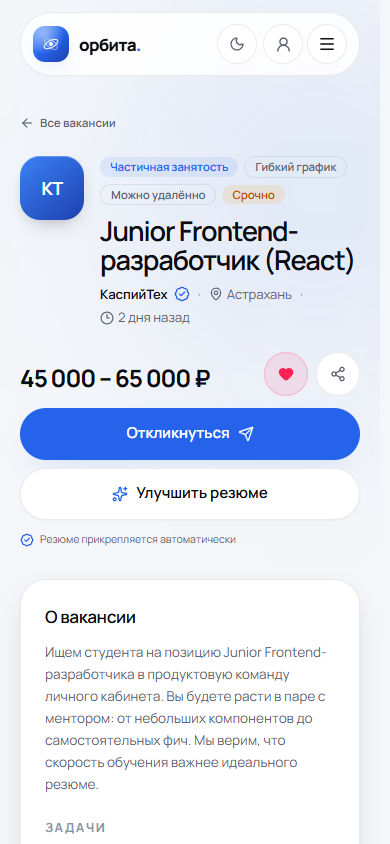 орбита.
Все вакансии
КТ
Частичная занятость
Гибкий график
Можно удалённо
Срочно
Junior Frontend-
разработчик (React)
КаспийТех · Астрахань ·
2 дня назад
45 000 – 65 000 ₽
Откликнуться
Улучшить резюме
Резюме прикрепляется автоматически
О вакансии
Ищем студента на позицию Junior Frontend-
разработчика в продуктовую команду
личного кабинета. Вы будете расти в паре с
ментором: от небольших компонентов до
самостоятельных фич. Мы верим, что
скорость обучения важнее идеального
резюме.
ЗАДАЧИ